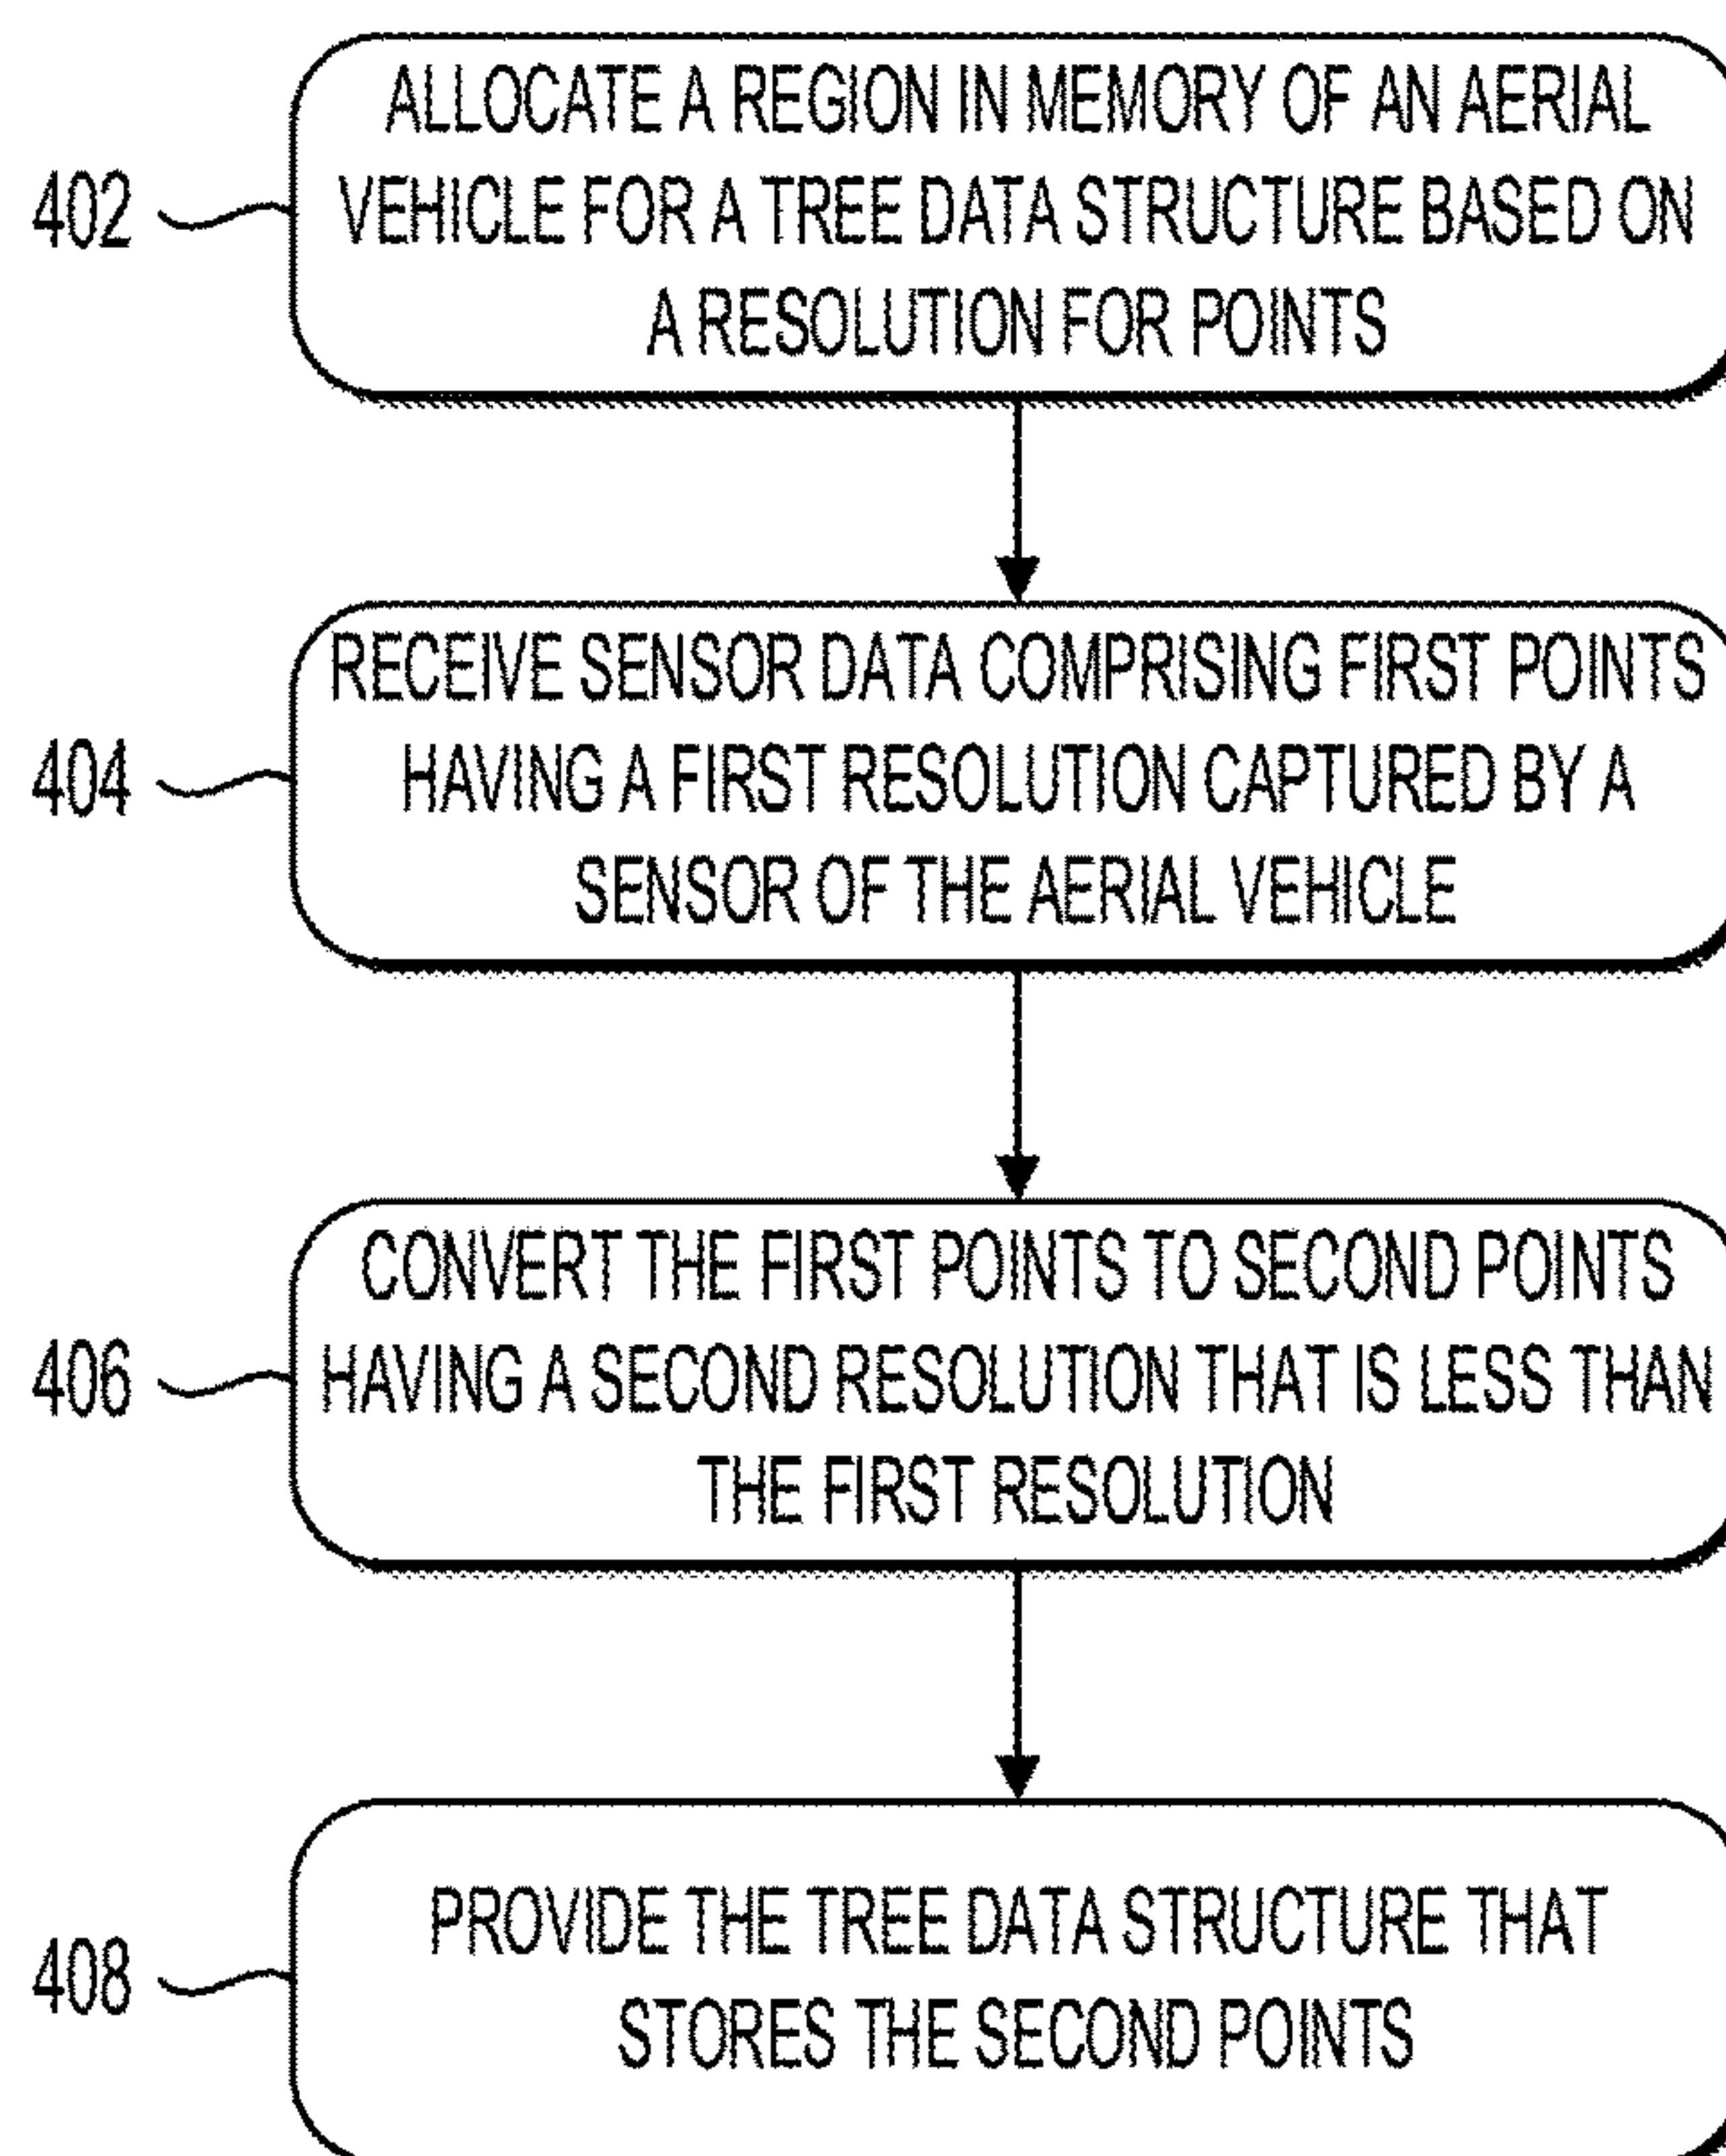 402
ALLOCATE A REGION IN MEMORY OF AN AERIAL
VEHICLE FOR A TREE DATA STRUCTURE BASED ON
A RESOLUTION FOR POINTS
404
RECEIVE SENSOR DATA COMPRISING FIRST POINTS
HAVING A FIRST RESOLUTION CAPTURED BY A
SENSOR OF THE AERIAL VEHICLE
406
CONVERT THE FIRST POINTS TO SECOND POINTS
HAVING A SECOND RESOLUTION THAT IS LESS THAN
THE FIRST RESOLUTION
408
PROVIDE THE TREE DATA STRUCTURE THAT
STORES THE SECOND POINTS